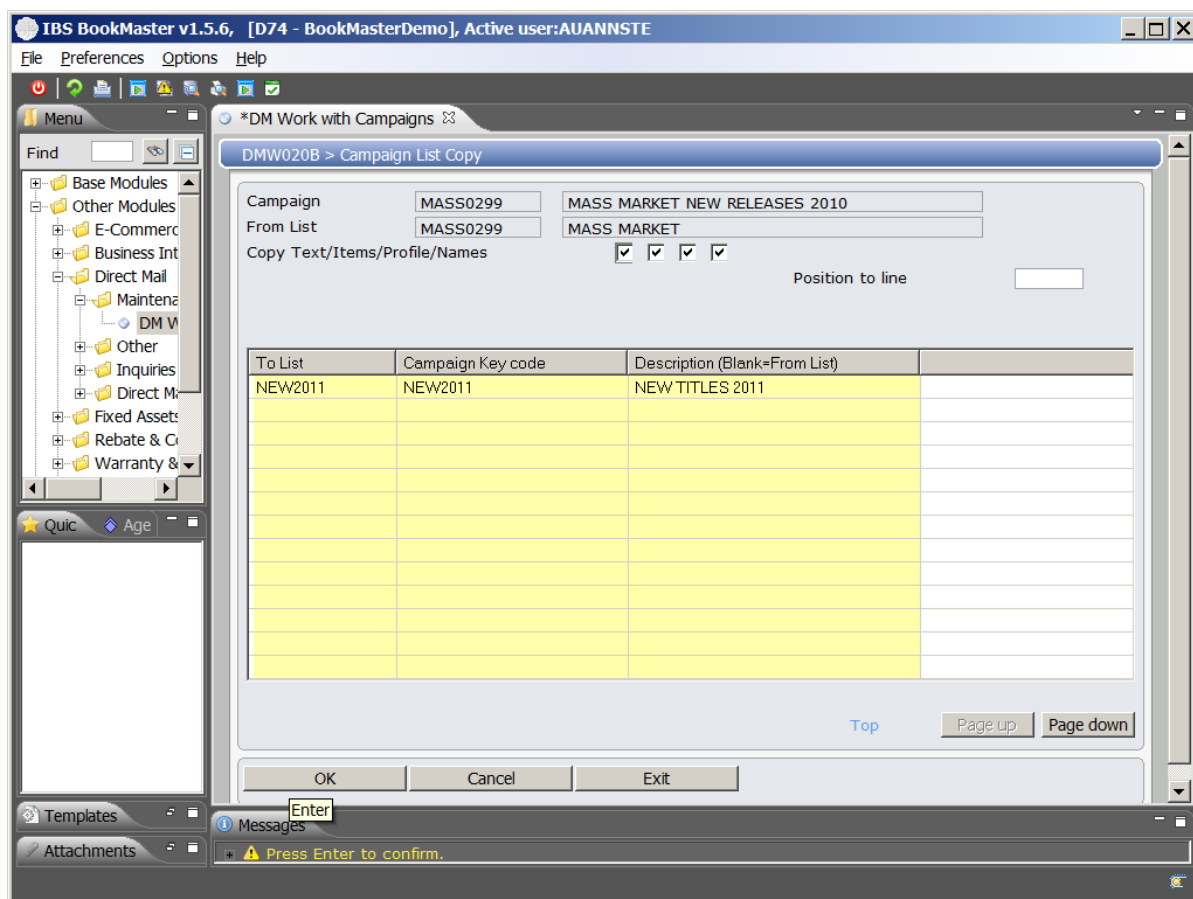 IBS BookMaster v1.5.6, [D74 - BookMasterDemo], Active user:AUANNSTE
File Preferences Options Help
Menu
*DM Work with Campaigns
Find
DMW020B > Campaign List Copy
Base Modules
Other Modules
E-Commerc
Business Int
Direct Mail
Maintena
DM W
Other
Inquiries
Direct Ma
Fixed Assets
Rebate & Co
Warranty &
Campaign MASS0299 MASS MARKET NEW RELEASES 2010
From List MASS0299 MASS MARKET
Copy Text/Items/Profile/Names
Position to line
To List Campaign Key code Description (Blank=From List)
NEW2011 NEW2011 NEW TITLES 2011
Top Page up Page down
OK Cancel Exit
Enter
Quic Age
Templates
Attachments
Messages
Press Enter to confirm.